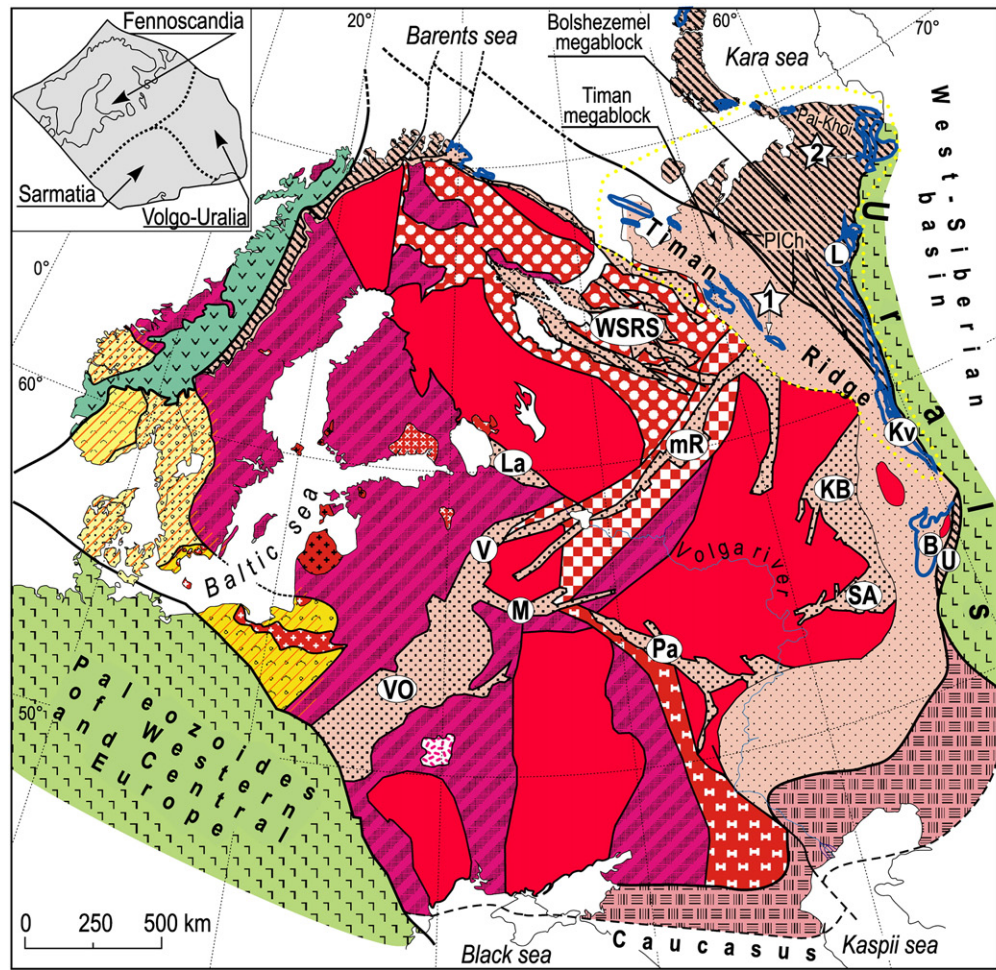 Fennoscandia
Sarmatia
Volgo-Uralia
20°
Barents sea
Bolshezemel
megablock
60°
Kara sea
70°
Timan
megablock
Pai-Khoi
2
West-Siberian
basin
Urals
PlCh
L
Timan
Ridge
1
0°
WSRS
60°
Kv
La
mR
KB
Baltic sea
V
Volga river
B
U
M
SA
Pa
VO
50°
Paleozoides
of Western
and Central
Europe
0 250 500 km
Black sea
Caucasus
Kaspii sea